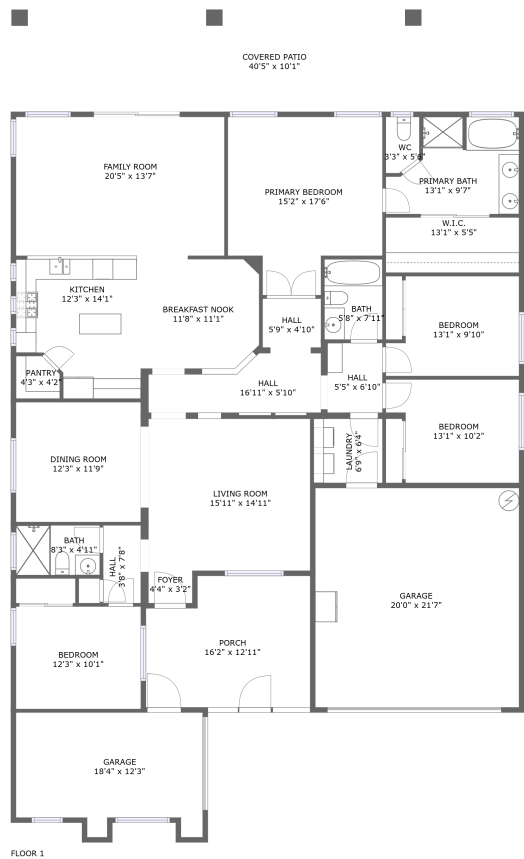 COVERED PATIO
40'5" x 10'1"
FAMILY ROOM
20'5" x 13'7"
PRIMARY BEDROOM
15'2" x 17'6"
WC
3'3" x 5'8"
PRIMARY BATH
13'1" x 9'7"
W.I.C.
13'1" x 5'5"
KITCHEN
12'3" x 14'1"
BREAKFAST NOOK
11'8" x 11'1"
HALL
5'9" x 4'10"
BATH
5'8" x 7'11"
BEDROOM
13'1" x 9'10"
PANTRY
4'3" x 4'2"
HALL
16'11" x 5'10"
HALL
5'5" x 6'10"
BEDROOM
13'1" x 10'2"
LAUNDRY
6'9" x 6'4"
DINING ROOM
12'3" x 11'9"
LIVING ROOM
15'11" x 14'11"
BATH
8'3" x 4'11"
HALL
3'8" x 7'8"
FOYER
4'4" x 3'2"
GARAGE
20'0" x 21'7"
PORCH
16'2" x 12'11"
BEDROOM
12'3" x 10'1"
GARAGE
18'4" x 12'3"
FLOOR 1